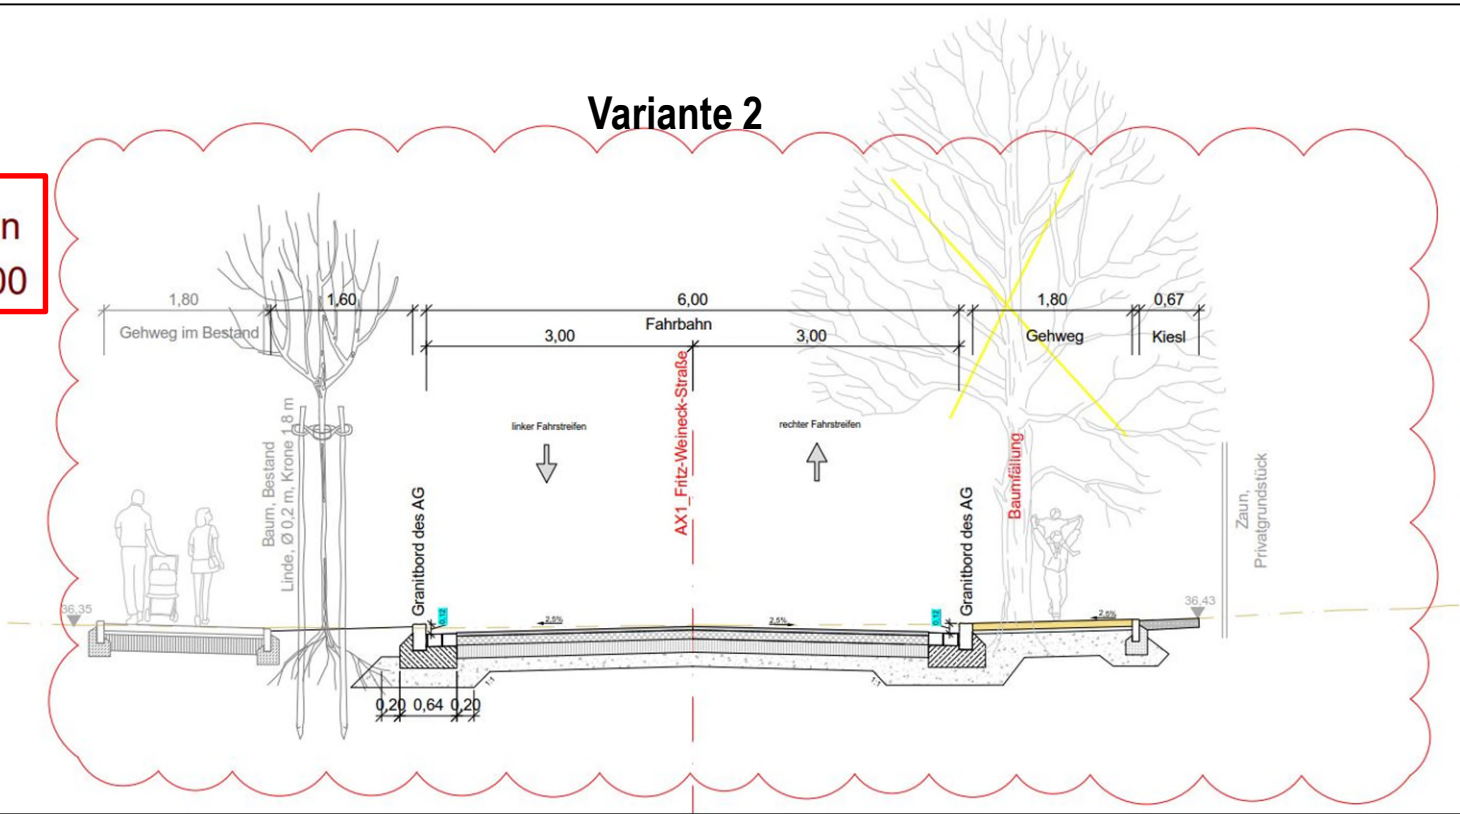 Variante 2
n
00
1,80
1,60
6,00
1,80
0,67
Gehweg im Bestand
Fahrbahn
Gehweg
Kiesl
3,00
3,00
AX1_Fritz-Weineck-Straße
linker Fahrstreifen
rechter Fahrstreifen
Baum, Bestand
Linde, Ø 0,2 m, Krone 1,8 m
Granitbord des AG
Granitbord des AG
Baumfällung
Zaun,
Privatgrundstück
36,35
0,12
2,5%
2,5%
0,12
2,5%
36,43
1:1
1:1
0,20
0,64
0,20